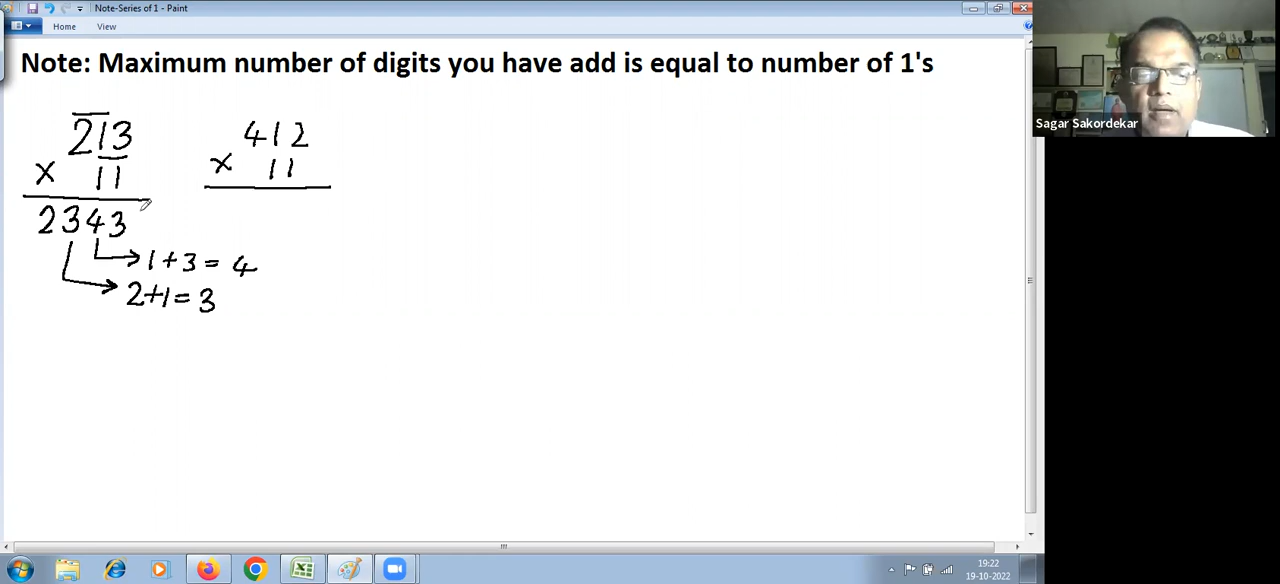 Note-Series of 1 - Paint
Home View
Note: Maximum number of digits you have add is equal to number of 1's
213
x 11
2343
1+3=4
2+1=3
412
x 11
Sagar Sakordekar
19:22
19-10-2022